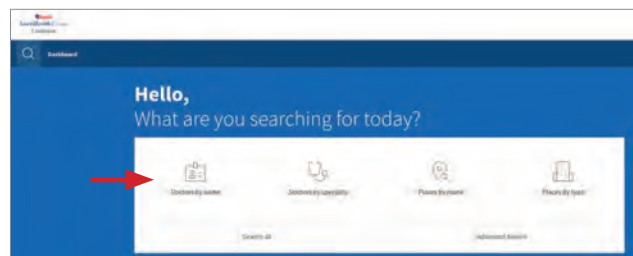 Louisiana
Dashboard
Hello,
What are you searching for today?
Doctors by name
Doctors by specialty
Places by name
Places by type
Search all
Advanced Search